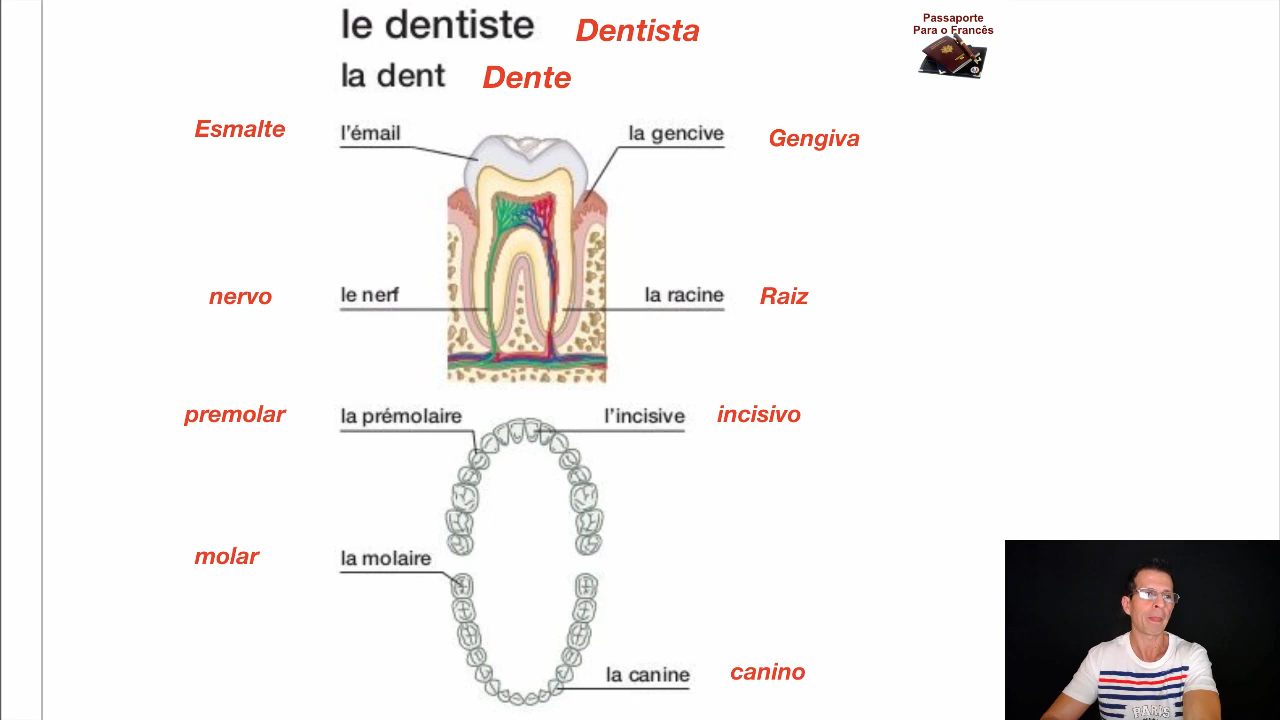 le dentiste Dentista
Passaporte
Para o Francês
la dent Dente
Esmalte l'émail la gencive Gengiva
nervo le nerf la racine Raiz
premolar la prémolaire l'incisive incisivo
molar la molaire
la canine canino
PARIS